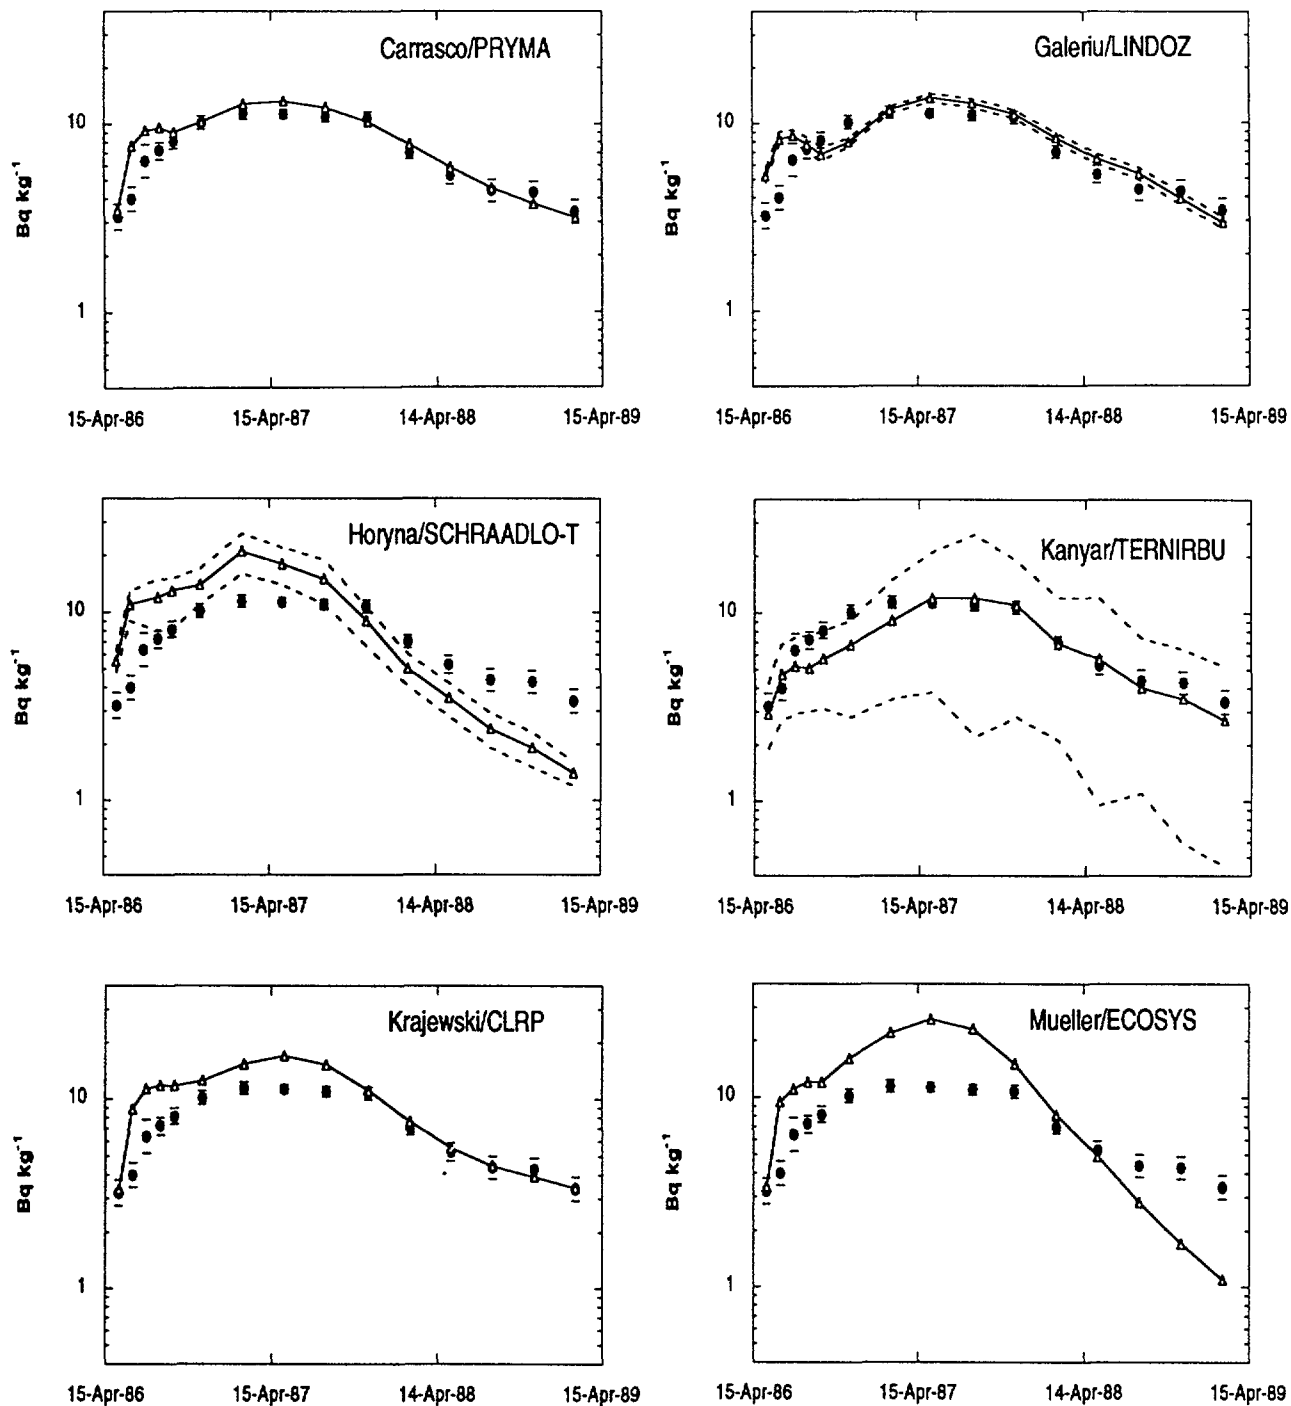 Carrasco/PRYMA
10
1
Bq kg-1
15-Apr-86 15-Apr-87 14-Apr-88 15-Apr-89
Galeriu/LINDOZ
10
1
Bq kg-1
15-Apr-86 15-Apr-87 14-Apr-88 15-Apr-89
Horyna/SCHRAADLO-T
10
1
Bq kg-1
15-Apr-86 15-Apr-87 14-Apr-88 15-Apr-89
Kanyar/TERNIRBU
10
1
Bq kg-1
15-Apr-86 15-Apr-87 14-Apr-88 15-Apr-89
Krajewski/CLRP
10
1
Bq kg-1
15-Apr-86 15-Apr-87 14-Apr-88 15-Apr-89
Mueller/ECOSYS
10
1
Bq kg-1
15-Apr-86 15-Apr-87 14-Apr-88 15-Apr-89